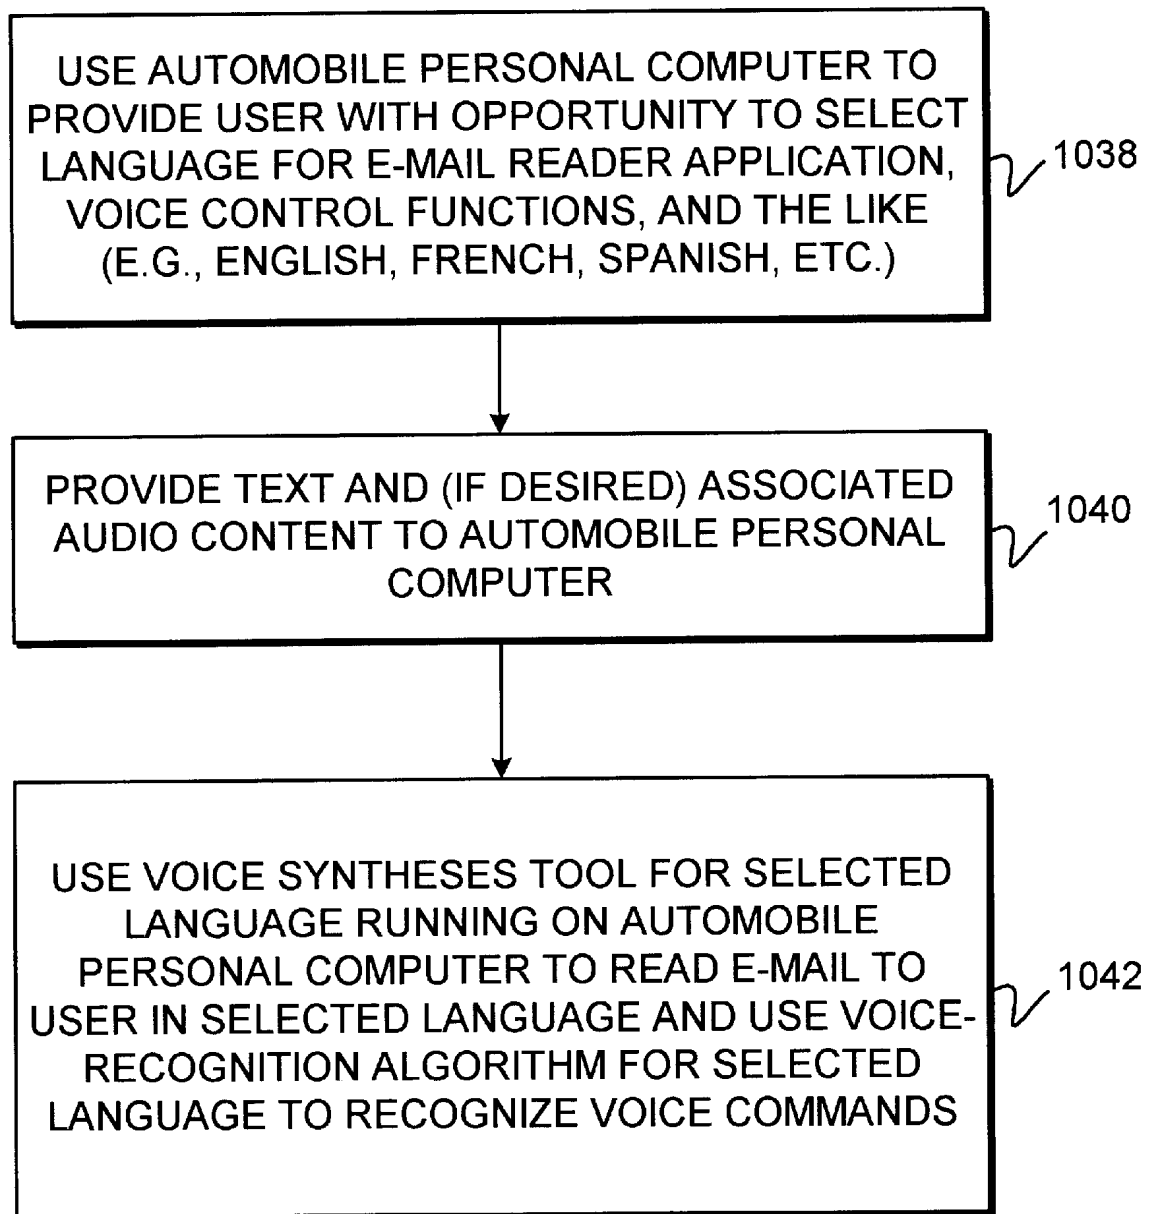 USE AUTOMOBILE PERSONAL COMPUTER TO
PROVIDE USER WITH OPPORTUNITY TO SELECT
LANGUAGE FOR E-MAIL READER APPLICATION,
VOICE CONTROL FUNCTIONS, AND THE LIKE
(E.G., ENGLISH, FRENCH, SPANISH, ETC.)
1038
PROVIDE TEXT AND (IF DESIRED) ASSOCIATED
AUDIO CONTENT TO AUTOMOBILE PERSONAL
COMPUTER
1040
USE VOICE SYNTHESES TOOL FOR SELECTED
LANGUAGE RUNNING ON AUTOMOBILE
PERSONAL COMPUTER TO READ E-MAIL TO
USER IN SELECTED LANGUAGE AND USE VOICE-
RECOGNITION ALGORITHM FOR SELECTED
LANGUAGE TO RECOGNIZE VOICE COMMANDS
1042